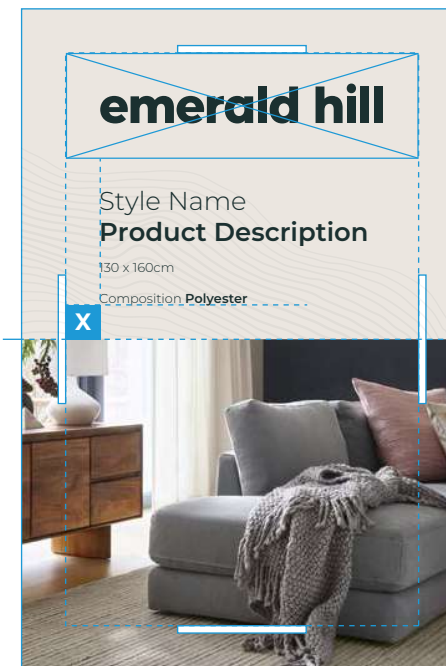 emerald hill
Style Name
Product Description
130 x 160cm
Composition Polyester
X